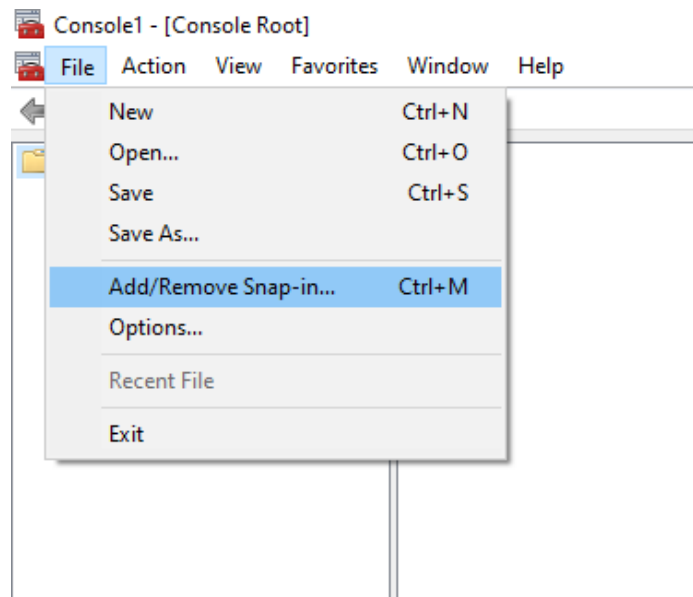 Console1 - [Console Root]
File Action View Favorites Window Help
New Ctrl+N
Open... Ctrl+O
Save Ctrl+S
Save As...
Add/Remove Snap-in... Ctrl+M
Options...
Recent File
Exit